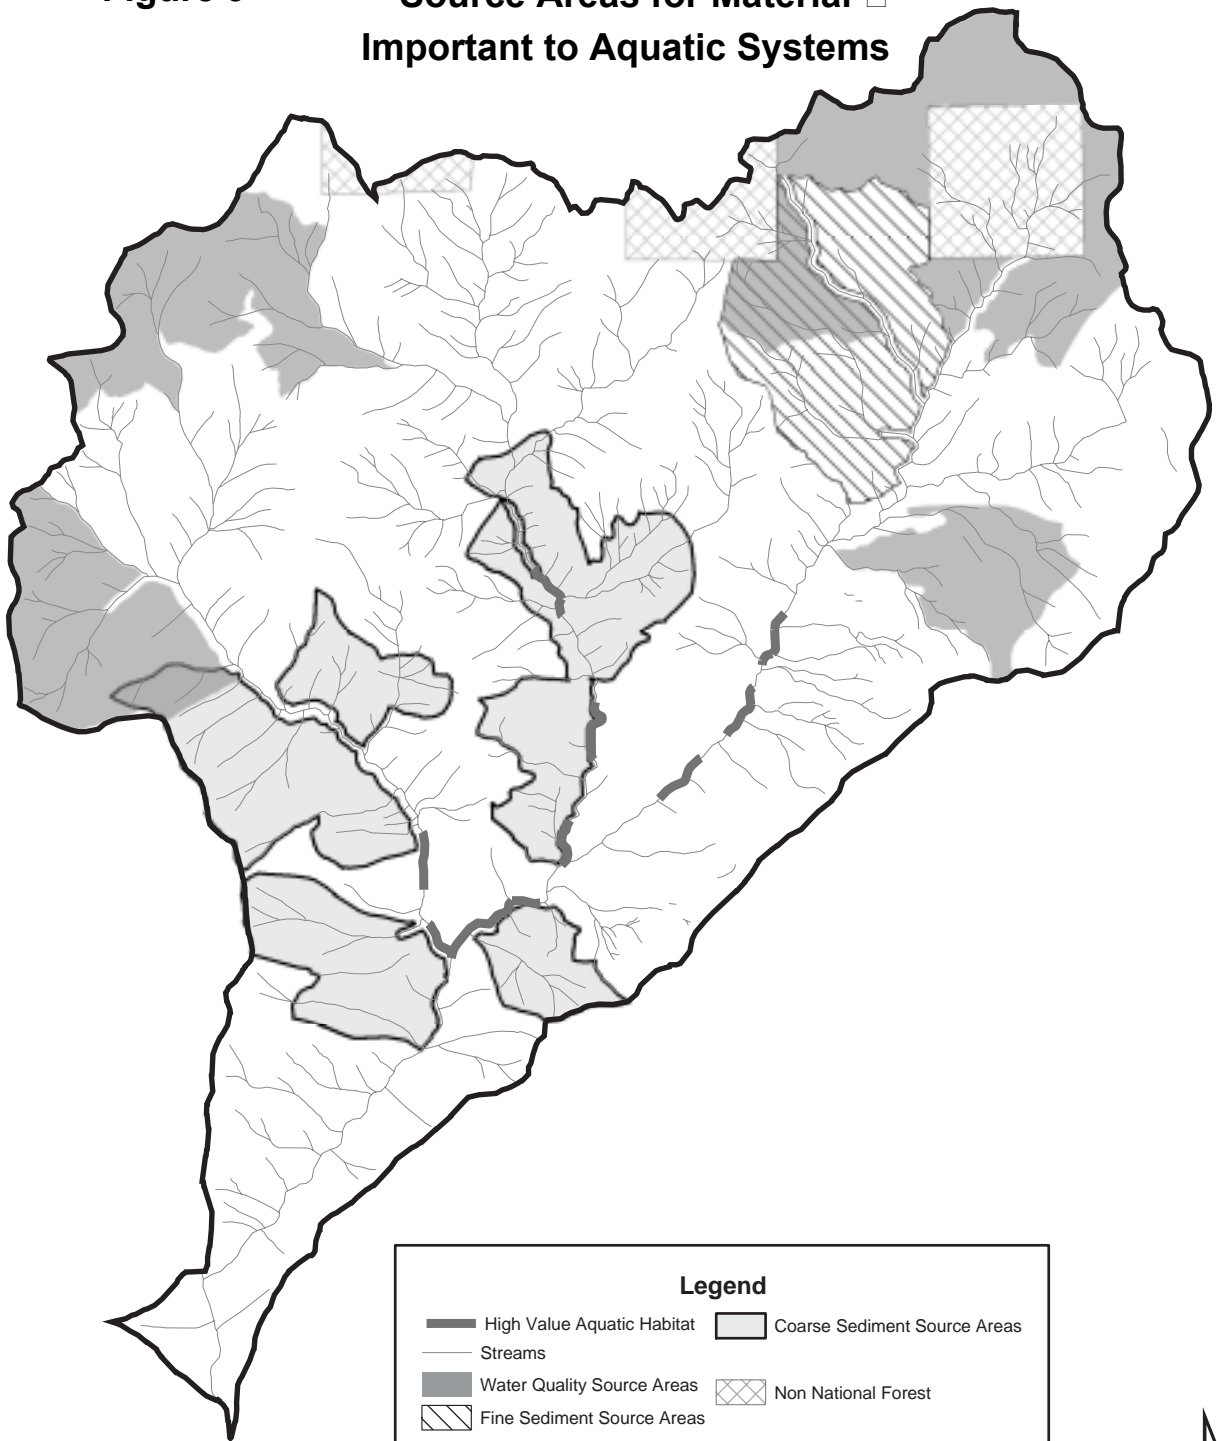 Source Areas for Material □
Important to Aquatic Systems
Legend
High Value Aquatic Habitat
Coarse Sediment Source Areas
Streams
Water Quality Source Areas
Non National Forest
Fine Sediment Source Areas